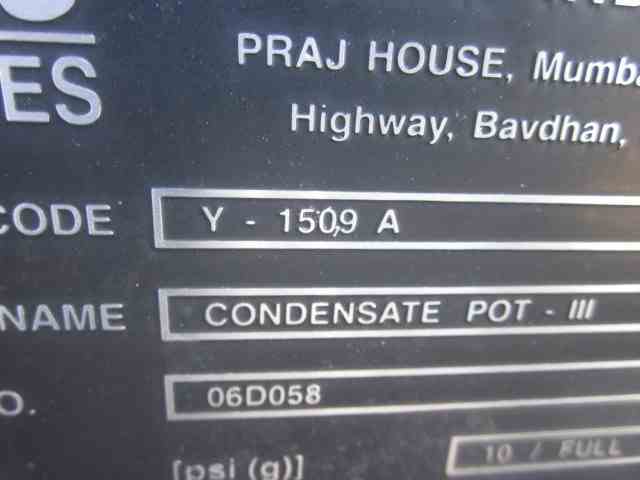 PRAJ HOUSE, Mumba
ES
Highway, Bavdhan,
CODE Y - 1509 A
NAME CONDENSATE POT - III
O. 06D058
[psi (g)] 10 / FULL